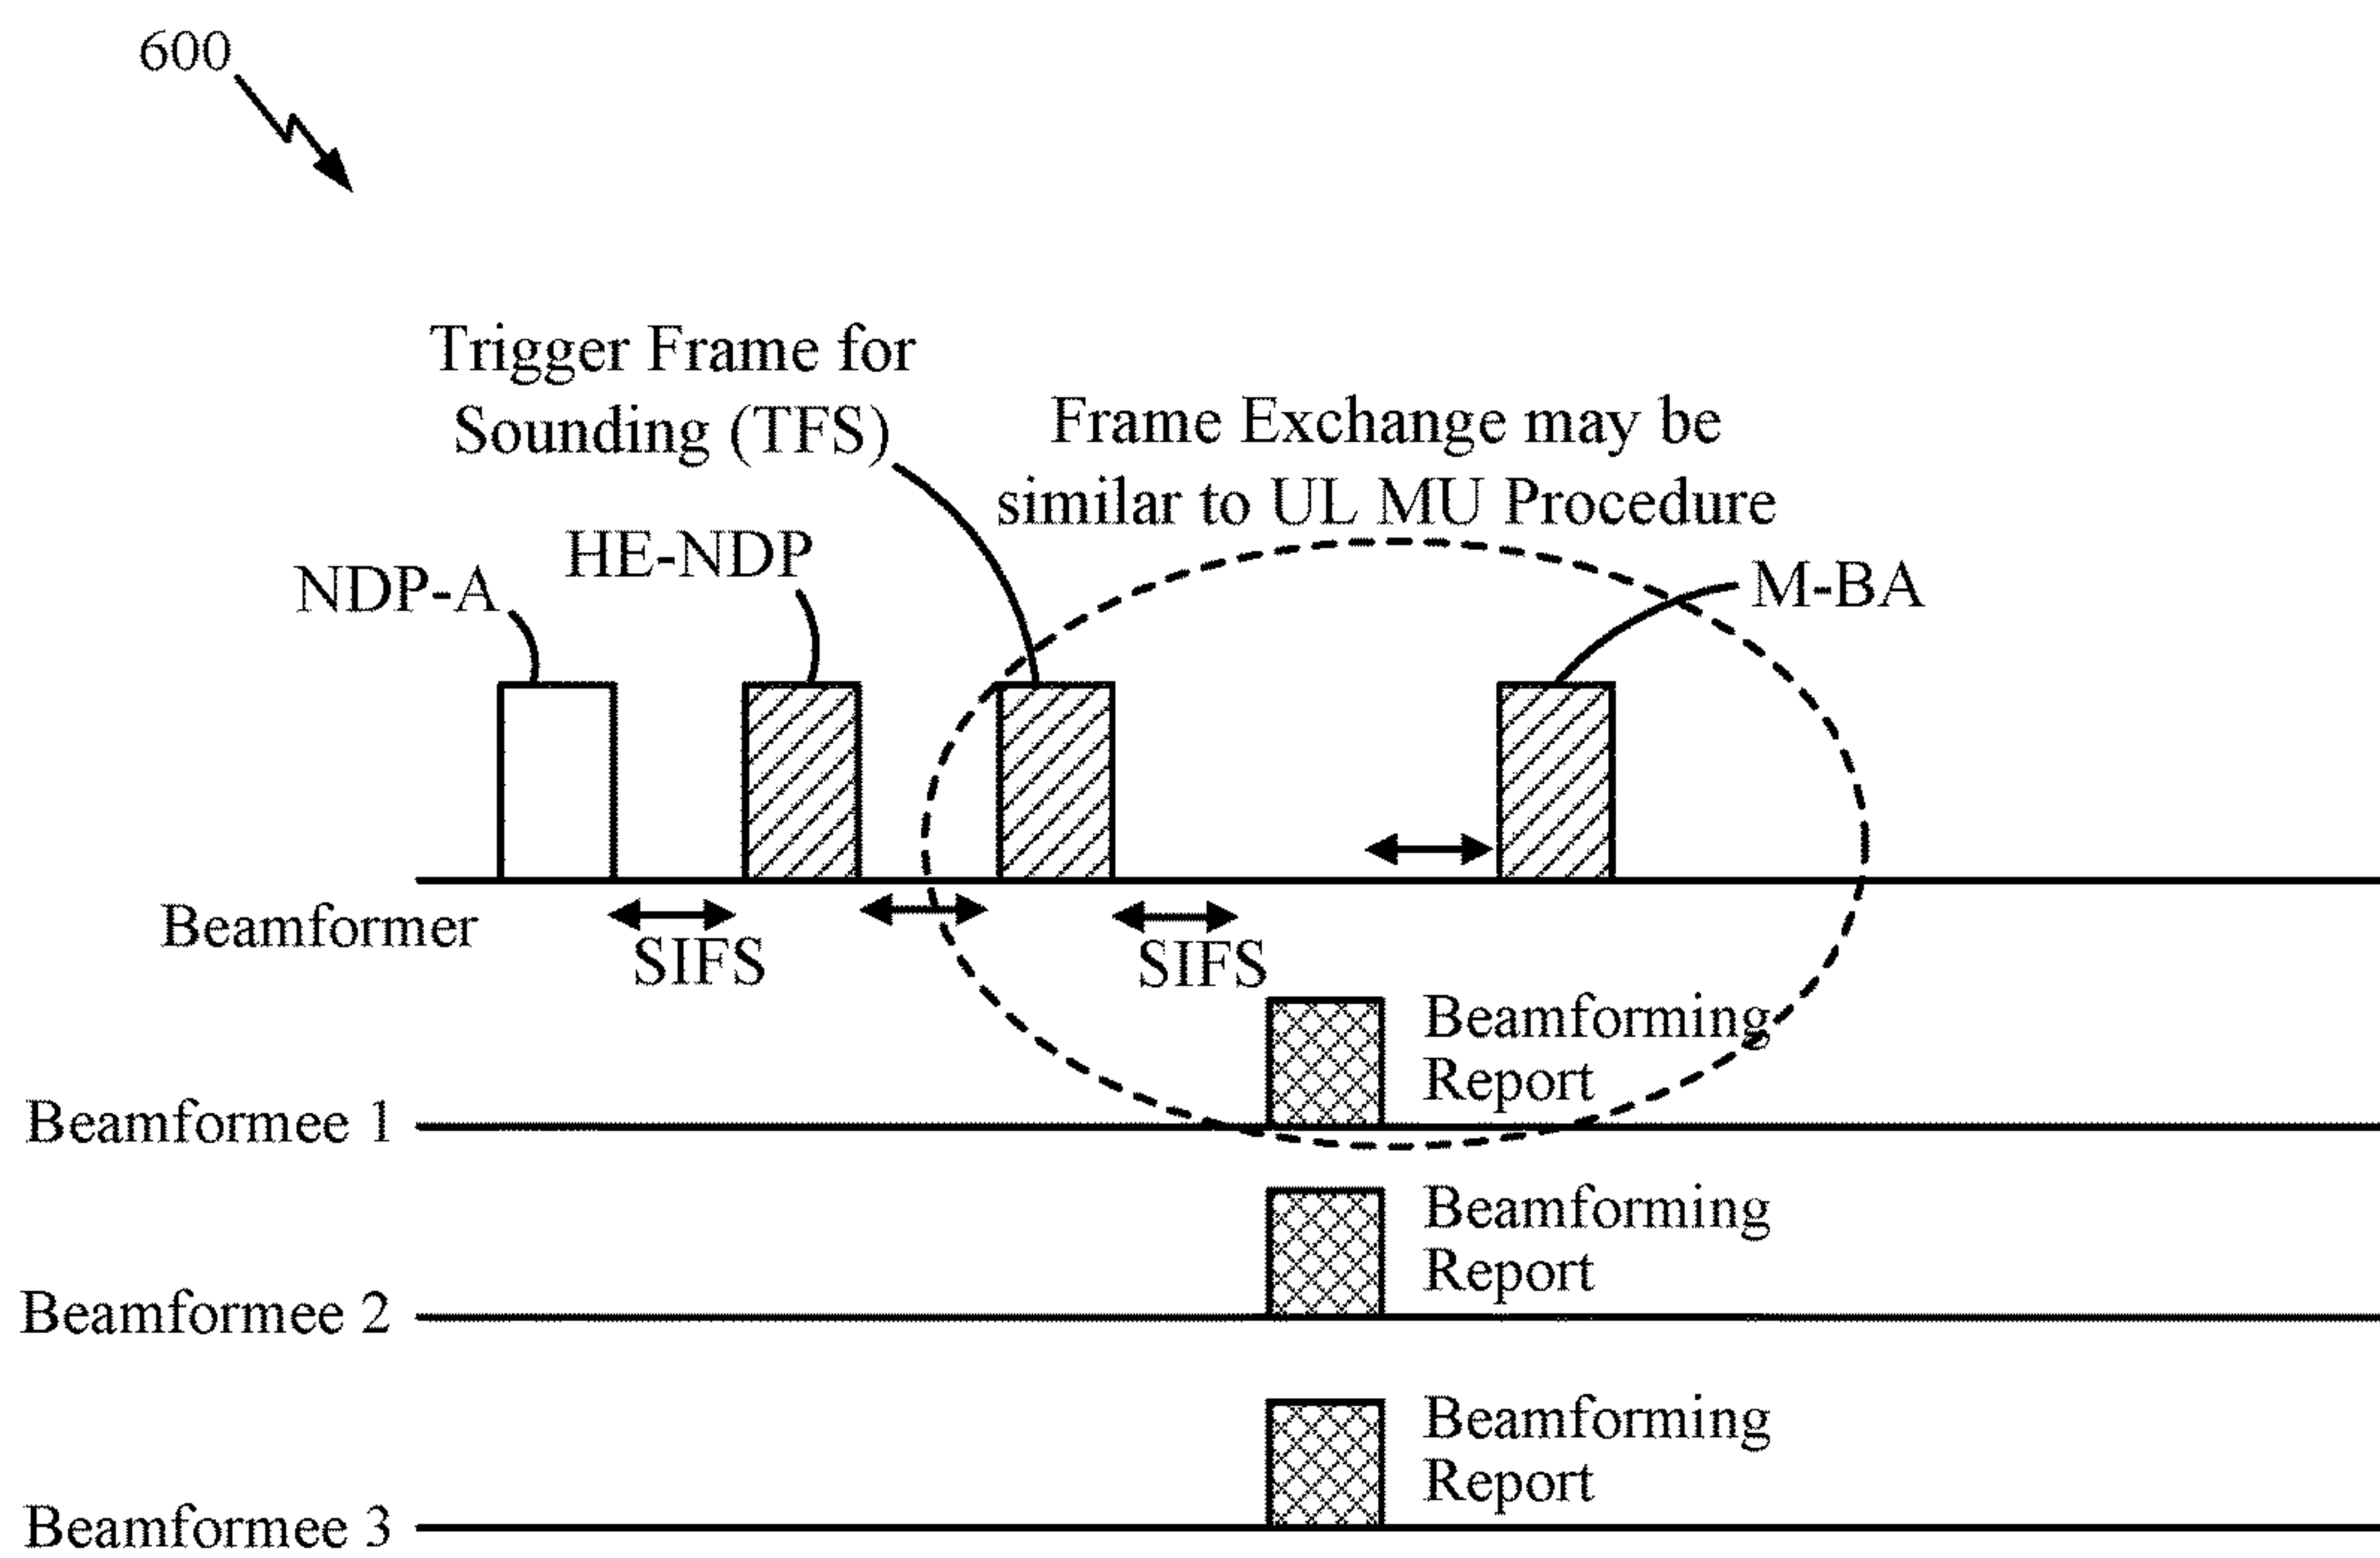 600
Trigger Frame for
Sounding (TFS)
Frame Exchange may be
similar to UL MU Procedure
HE-NDP
NDP-A
M-BA
Beamformer
SIFS
SIFS
Beamforming
Report
Beamformee 1
Beamforming
Report
Beamformee 2
Beamforming
Report
Beamformee 3